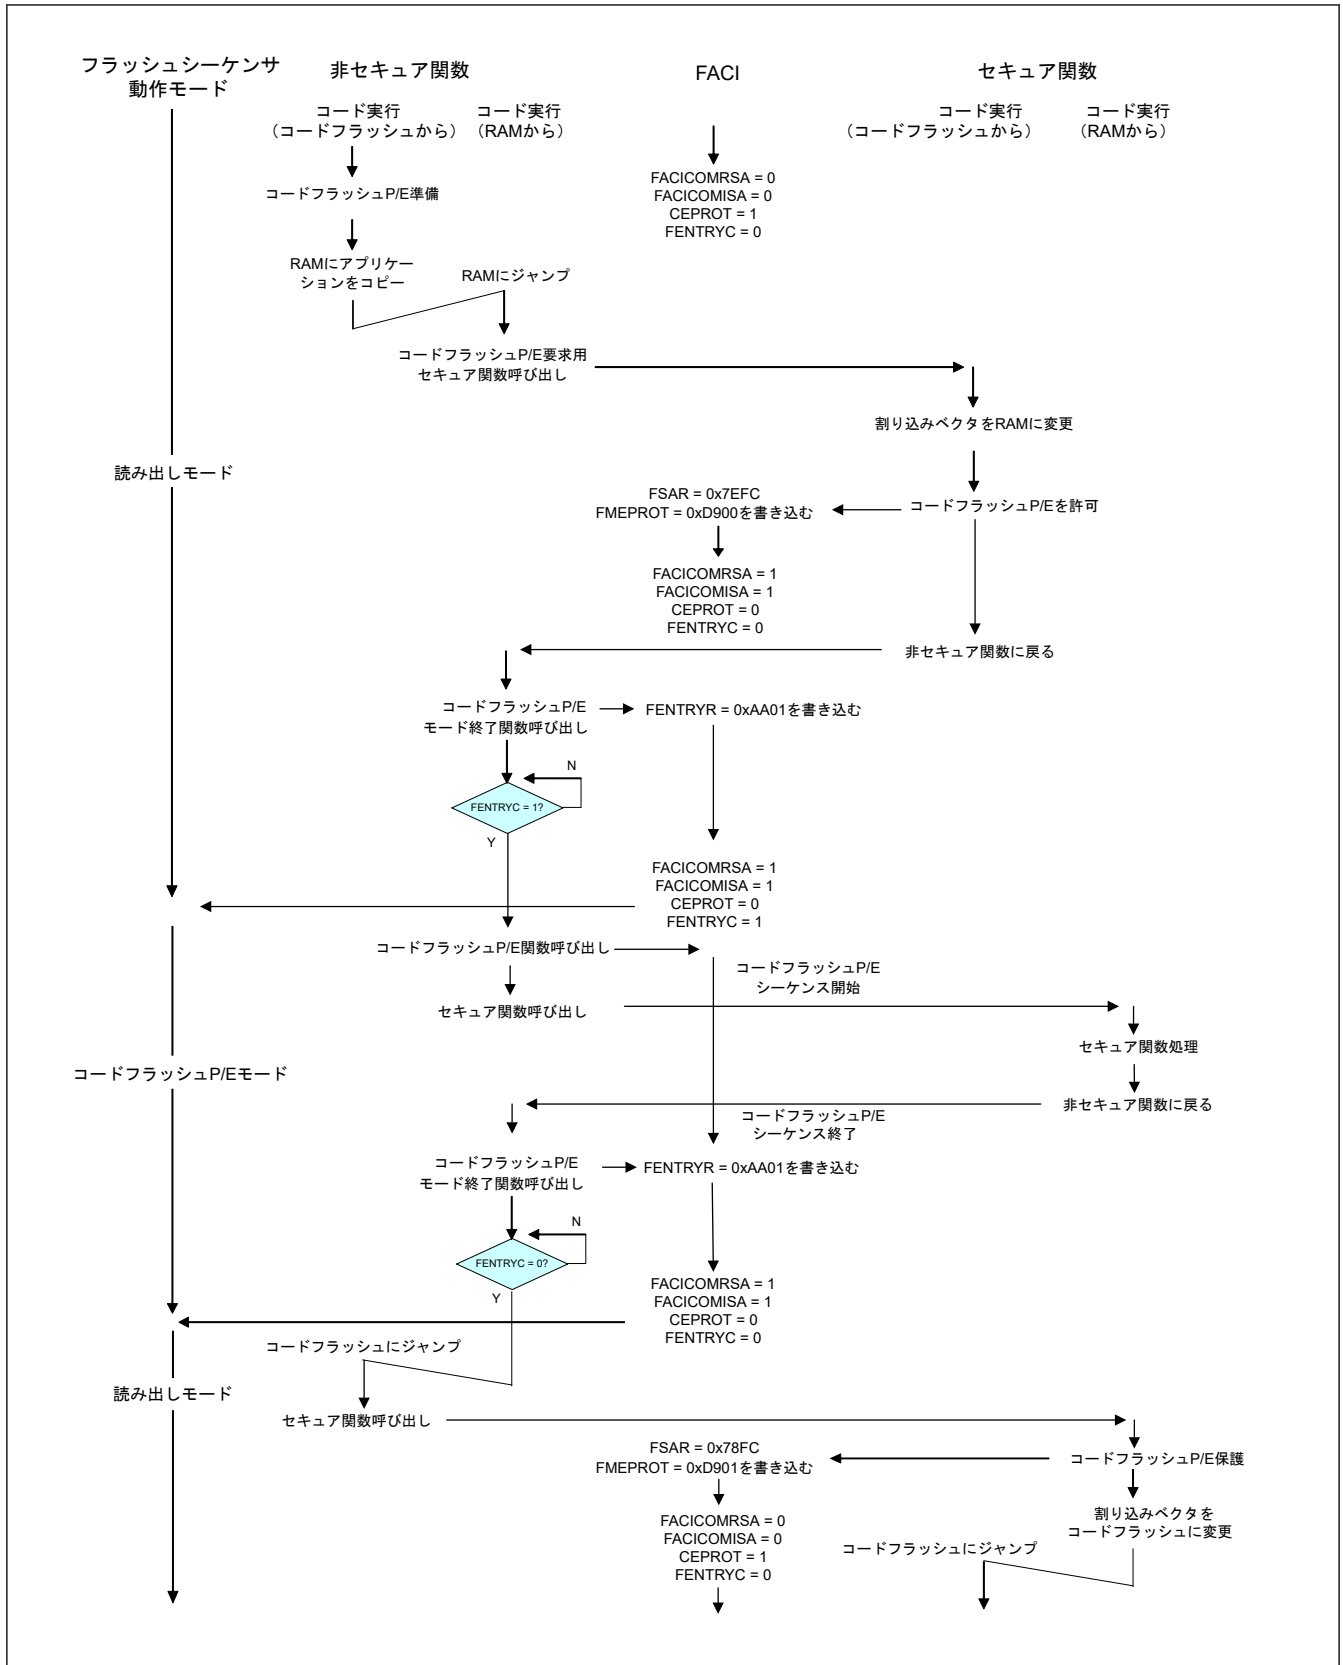 フラッシュシーケンサ
動作モード
非セキュア関数
FACI
セキュア関数
コード実行
（コードフラッシュから）
コード実行
(RAMから）
コード実行
（コードフラッシュから）
コード実行
(RAMから）
コードフラッシュP/E準備
FACICOMRSA = 0
FACICOMISA = 0
CEPROT = 1
FENTRYC = 0
RAMにアプリケー
ションをコピー
RAMにジャンプ
コードフラッシュP/E要求用
セキュア関数呼び出し
割り込みベクタをRAMに変更
読み出しモード
FSAR = 0x7EFC
FMEPROT = 0xD900を書き込む
コードフラッシュP/Eを許可
FACICOMRSA = 1
FACICOMISA = 1
CEPROT = 0
FENTRYC = 0
非セキュア関数に戻る
コードフラッシュP/E
モード終了関数呼び出し
FENTRYR = 0xAA01を書き込む
N
FENTRYC = 1?
Y
FACICOMRSA = 1
FACICOMISA = 1
CEPROT = 0
FENTRYC = 1
コードフラッシュP/E関数呼び出し
コードフラッシュP/E
シーケンス開始
セキュア関数呼び出し
セキュア関数処理
コードフラッシュP/Eモード
非セキュア関数に戻る
コードフラッシュP/E
シーケンス終了
コードフラッシュP/E
モード終了関数呼び出し
FENTRYR = 0xAA01を書き込む
N
FENTRYC = 0?
Y
FACICOMRSA = 1
FACICOMISA = 1
CEPROT = 0
FENTRYC = 0
コードフラッシュにジャンプ
読み出しモード
セキュア関数呼び出し
FSAR = 0x78FC
FMEPROT = 0xD901を書き込む
コードフラッシュP/E保護
割り込みベクタを
コードフラッシュに変更
FACICOMRSA = 0
FACICOMISA = 0
CEPROT = 1
FENTRYC = 0
コードフラッシュにジャンプ